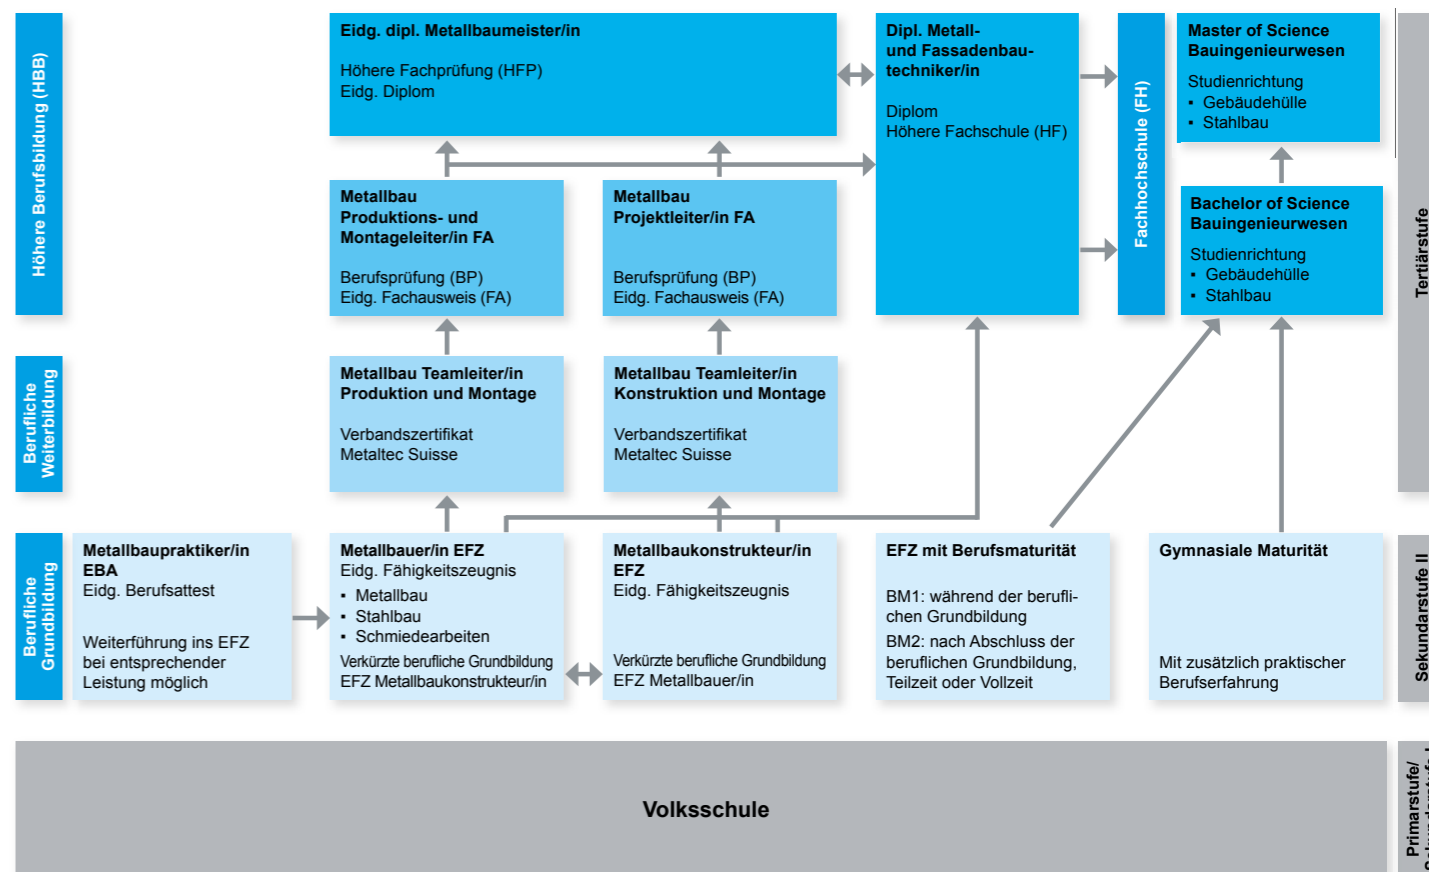 Höhere Berufsbildung (HBB)
Eidg. dipl. Metallbaumeister/in
Höhere Fachprüfung (HFP)
Eidg. Diplom
Dipl. Metall-
und Fassadenbau-
techniker/in
Diplom
Höhere Fachschule (HF)
Fachhochschule (FH)
Master of Science
Bauingenieurwesen
Studienrichtung
▪ Gebäudehülle
▪ Stahlbau
Tertiärstufe
Metallbau
Produktions- und
Montageleiter/in FA
Berufsprüfung (BP)
Eidg. Fachausweis (FA)
Metallbau
Projektleiter/in FA
Berufsprüfung (BP)
Eidg. Fachausweis (FA)
Bachelor of Science
Bauingenieurwesen
Studienrichtung
▪ Gebäudehülle
▪ Stahlbau
Berufliche
Weiterbildung
Metallbau Teamleiter/in
Produktion und Montage
Verbandszertifikat
Metaltec Suisse
Metallbau Teamleiter/in
Konstruktion und Montage
Verbandszertifikat
Metaltec Suisse
Berufliche
Grundbildung
Metallbaupraktiker/in
EBA
Eidg. Berufsattest
Weiterführung ins EFZ
bei entsprechender
Leistung möglich
Metallbauer/in EFZ
Eidg. Fähigkeitszeugnis
▪ Metallbau
▪ Stahlbau
▪ Schmiedearbeiten
Verkürzte berufliche Grundbildung
EFZ Metallbaukonstrukteur/in
Metallbaukonstrukteur/in
EFZ
Eidg. Fähigkeitszeugnis
Verkürzte berufliche Grundbildung
EFZ Metallbauer/in
EFZ mit Berufsmaturität
BM1: während der berufli-
chen Grundbildung
BM2: nach Abschluss der
beruflichen Grundbildung,
Teilzeit oder Vollzeit
Gymnasiale Maturität
Mit zusätzlich praktischer
Berufserfahrung
Sekundarstufe II
Volksschule
Primarstufe/